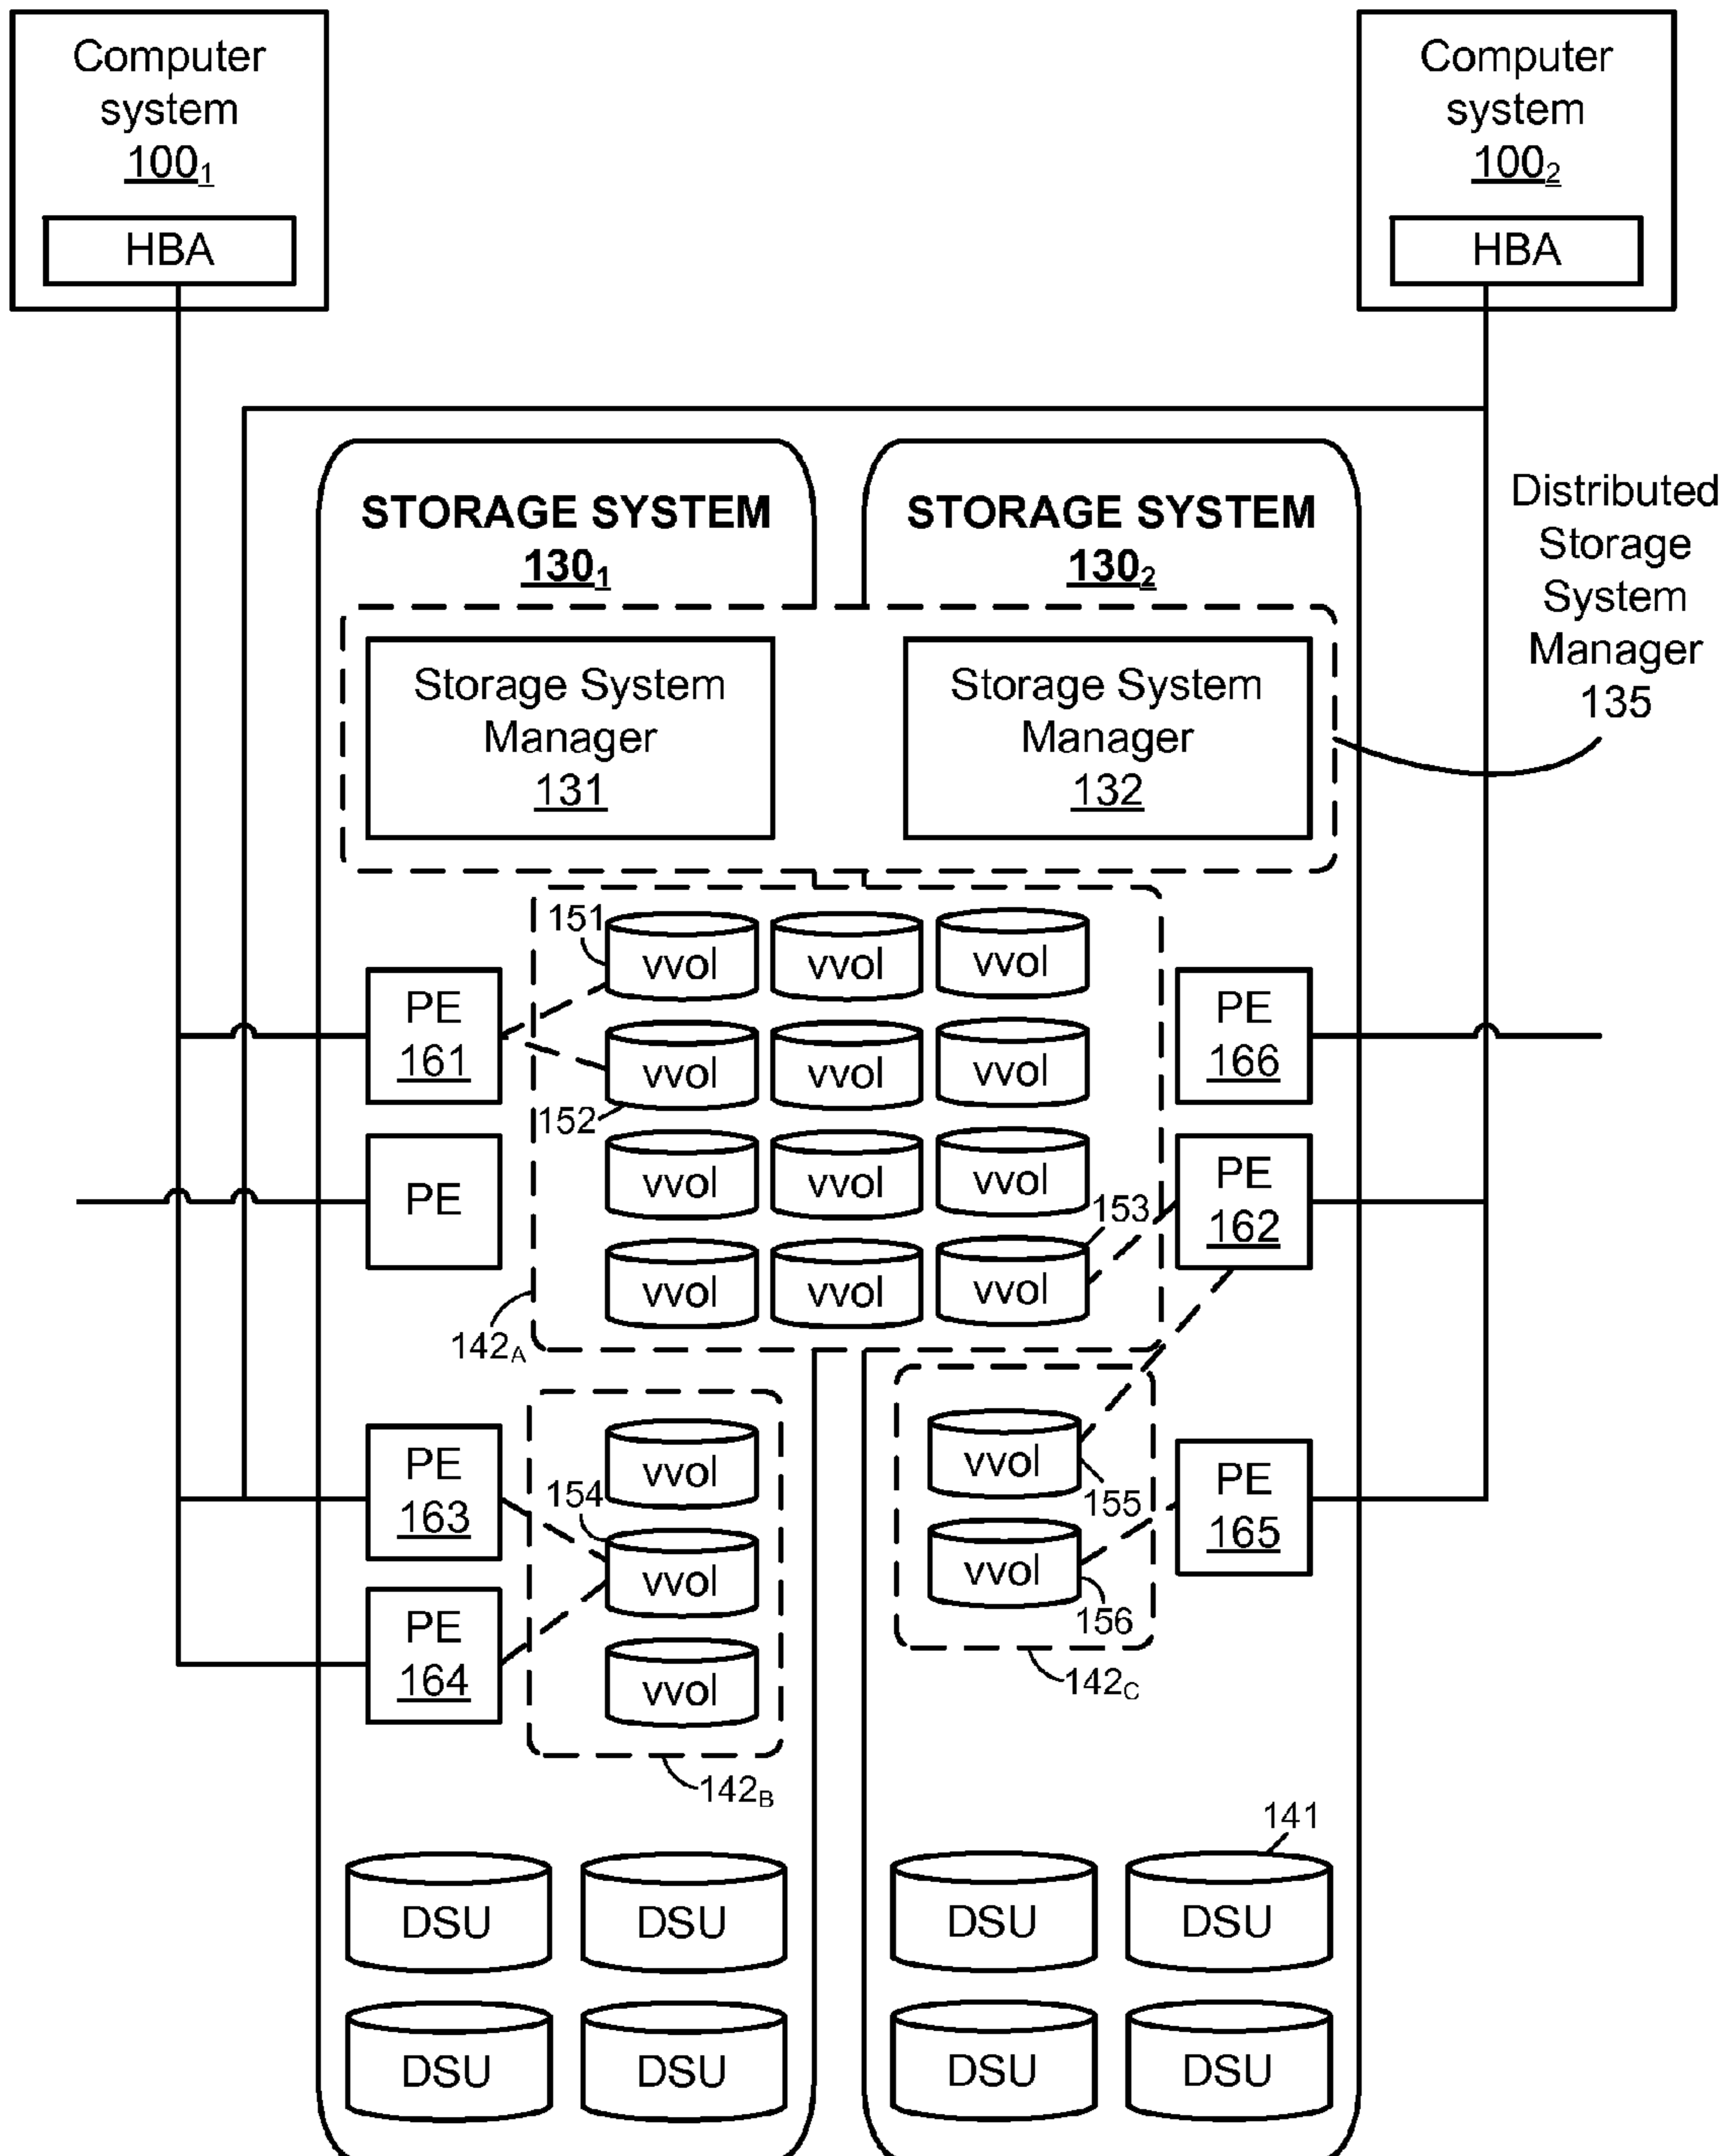 Computer
system
100₁
HBA
Computer
system
100₂
HBA
STORAGE SYSTEM
130₁
STORAGE SYSTEM
130₂
Distributed
Storage
System
Manager
135
Storage System
Manager
131
Storage System
Manager
132
151
vvol
vvol
vvol
PE
161
152
vvol
vvol
vvol
PE
166
PE
vvol
vvol
vvol
153
PE
162
vvol
vvol
vvol
142A
PE
163
154
vvol
vvol
vvol
PE
164
142B
vvol
155
vvol
156
PE
165
142C
141
DSU
DSU
DSU
DSU
DSU
DSU
DSU
DSU